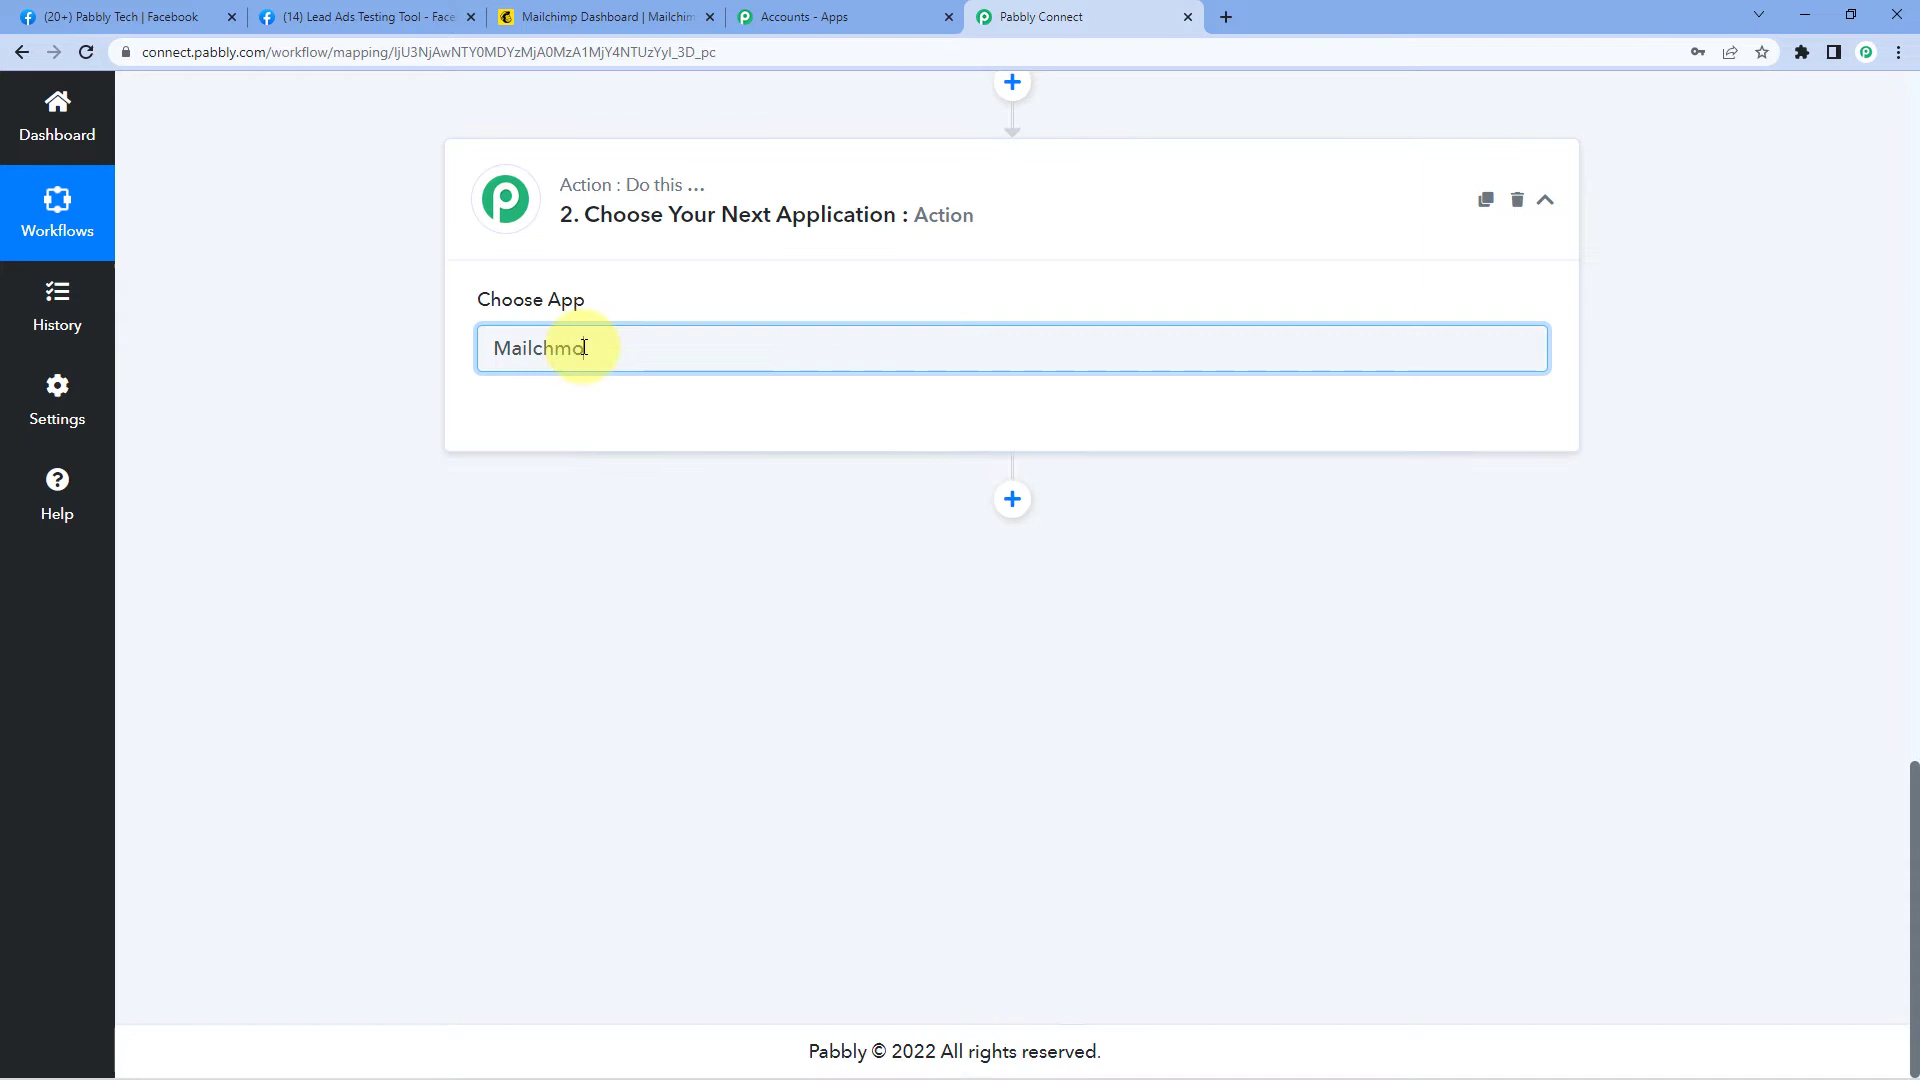 (20+) Pabbly Tech | Facebook
(14) Lead Ads Testing Tool - Face
Mailchimp Dashboard | Mailchim
Accounts - Apps
Pabbly Connect
connect.pabbly.com/workflow/mapping/IjU3NjAwNTY0MDYzMjA0MzA1MjY4NTUzYyI_3D_pc
Dashboard
Workflows
History
Settings
Help
Action : Do this ...
2. Choose Your Next Application : Action
Choose App
Mailchmo
Pabbly © 2022 All rights reserved.